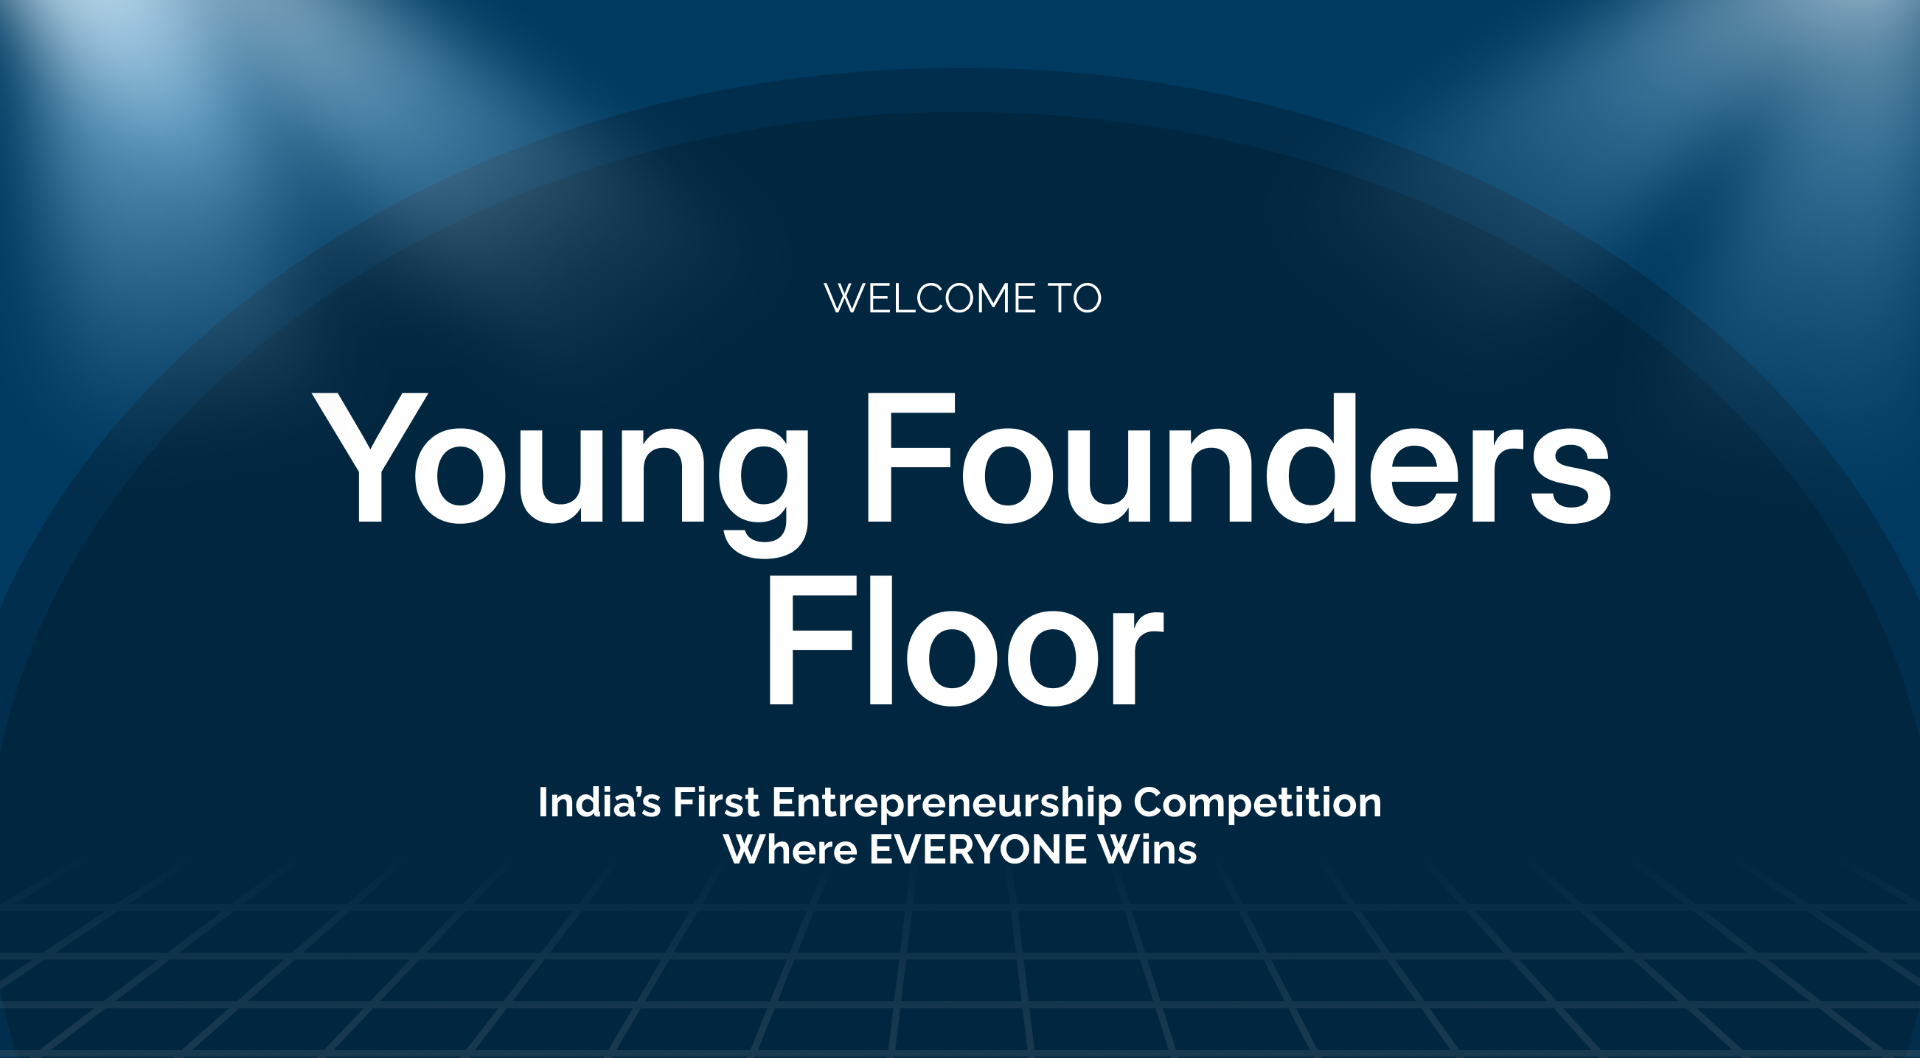 WELCOME TO
Young Founders
Floor
India’s First Entrepreneurship Competition
Where EVERYONE Wins